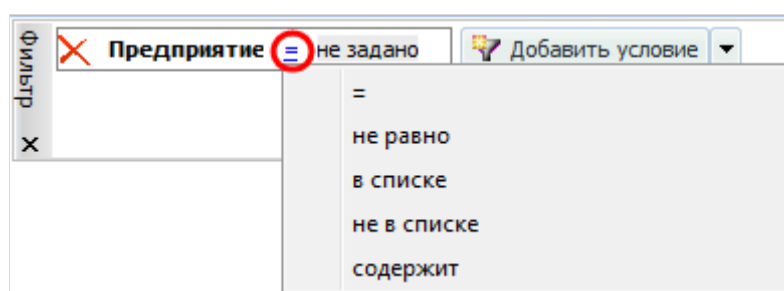 Фильтр
Предприятие = не задано Добавить условие
=
не равно
в списке
не в списке
содержит